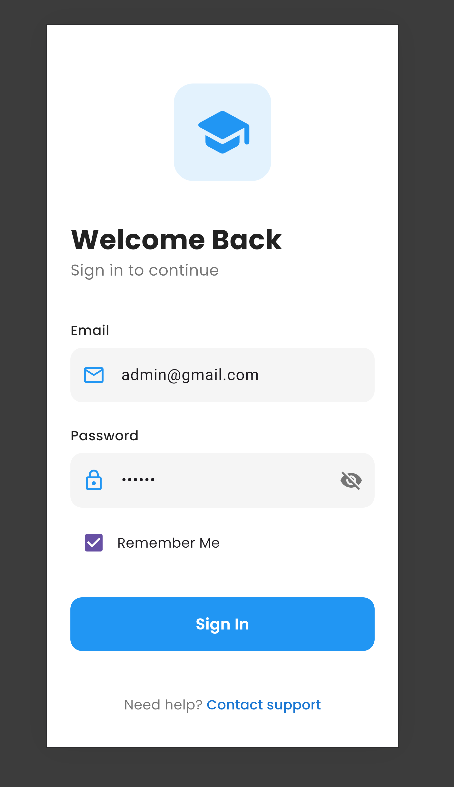 Welcome Back
Sign in to continue
Email
admin@gmail.com
Password
••••••
Remember Me
Sign In
Need help? Contact support